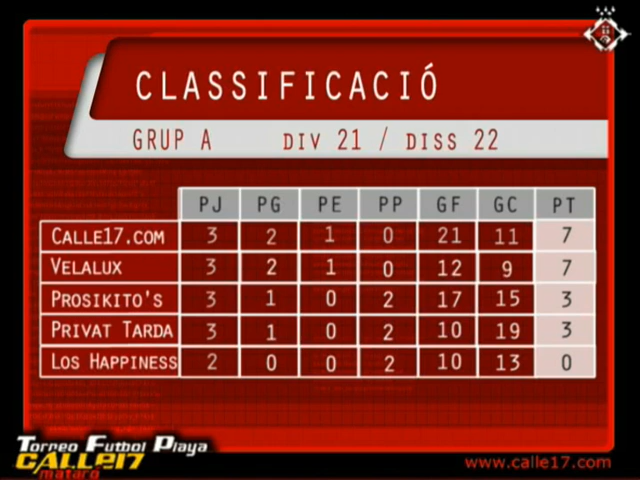 CLASSIFICACIÓ
GRUP A DIV 21 / DISS 22
PJ PG PE PP GF GC PT
CALLE17.COM 3 2 1 0 21 11 7
VELALUX 3 2 1 0 12 9 7
PROSIKITO'S 3 1 0 2 17 15 3
PRIVAT TARDA 3 1 0 2 10 19 3
LOS HAPPINESS 2 0 0 2 10 13 0
Torneo Futbol Playa
CALLE17
mataró
www.calle17.com